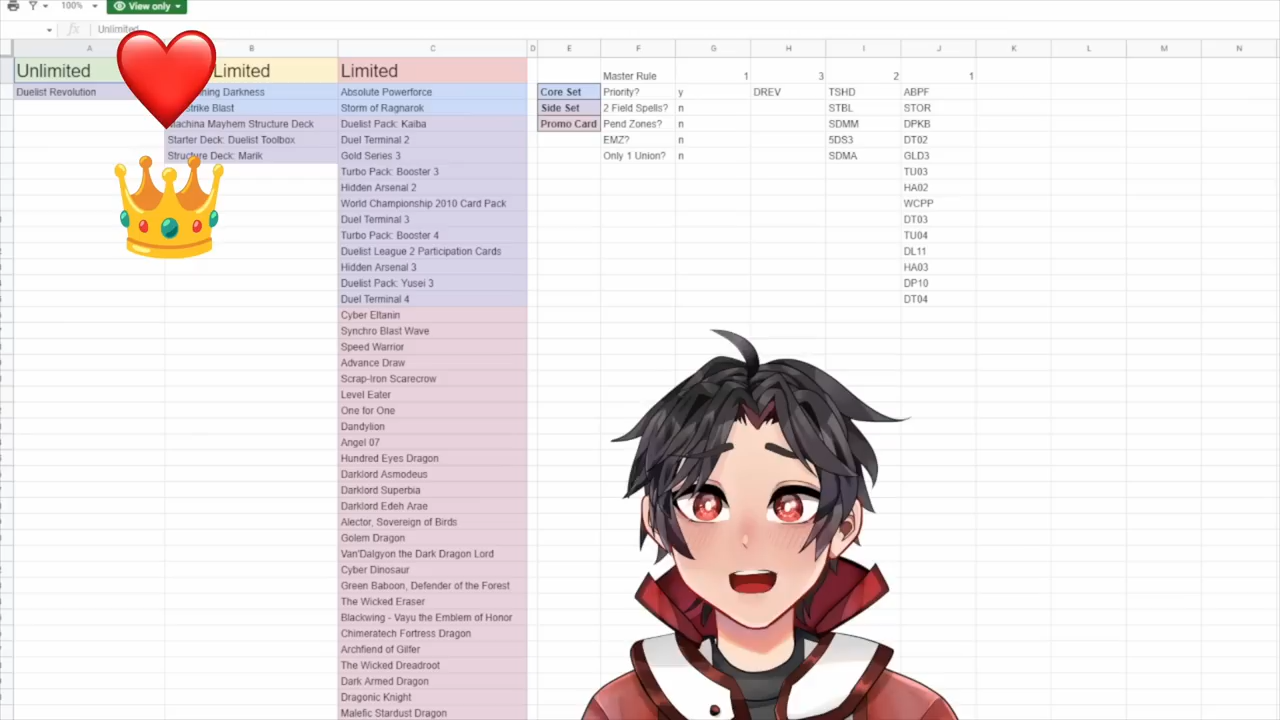 100%
View only
fx Unlimited
A B C D E F G H I J K L M N
Unlimited Limited Limited
Master Rule 1 3 2 1
Duelist Revolution Darkness Absolute Powerforce Core Set Priority? y DREV TSHD ABPF
Blast Storm of Ragnarok Side Set 2 Field Spells? n STBL STOR
Machina Mayhem Structure Deck Duelist Pack: Kaiba Promo Card Pend Zones? n SDMM DPKB
Starter Deck: Duelist Toolbox Duel Terminal 2 EMZ? n 5DS3 DT02
Structure Deck: Marik Gold Series 3 Only 1 Union? n SDMA GLD3
Turbo Pack: Booster 3 TU03
Hidden Arsenal 2 HA02
World Championship 2010 Card Pack WCPP
Duel Terminal 3 DT03
Turbo Pack: Booster 4 TU04
Duelist League 2 Participation Cards DL11
Hidden Arsenal 3 HA03
Duelist Pack: Yusei 3 DP10
Duel Terminal 4 DT04
Cyber Eltanin
Synchro Blast Wave
Speed Warrior
Advance Draw
Scrap-Iron Scarecrow
Level Eater
One for One
Dandylion
Angel 07
Hundred Eyes Dragon
Darklord Asmodeus
Darklord Superbia
Darklord Edeh Arae
Alector, Sovereign of Birds
Golem Dragon
Van'Dalgyon the Dark Dragon Lord
Cyber Dinosaur
Green Baboon, Defender of the Forest
The Wicked Eraser
Blackwing - Vayu the Emblem of Honor
Chimeratech Fortress Dragon
Archfiend of Gilfer
The Wicked Dreadroot
Dark Armed Dragon
Dragonic Knight
Malefic Stardust Dragon